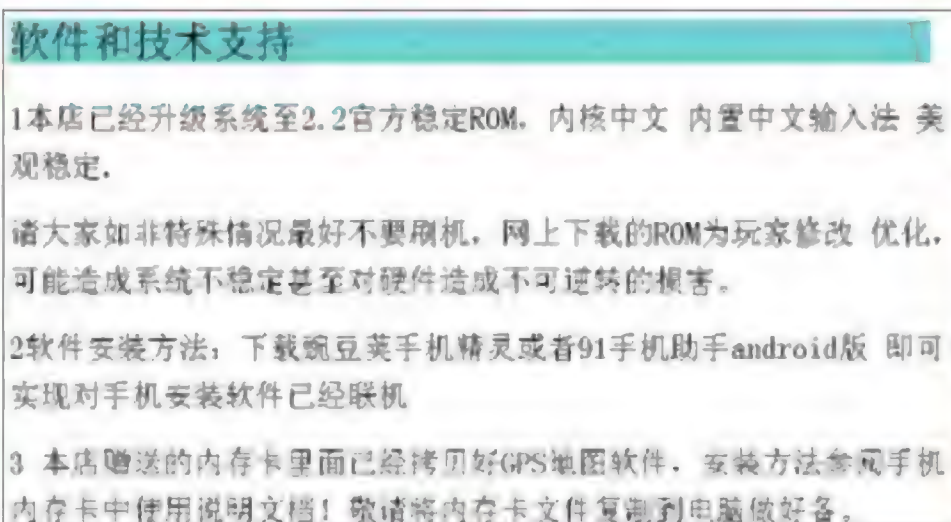 软件和技术支持
1本店已经升级系统至2.2官方稳定ROM，内核中文 内置中文输入法 美
观稳定.
请大家如非特殊情况最好不要刷机，网上下载的ROM为玩家修改 优化，
可能造成系统不稳定甚至对硬件造成不可逆转的损害。
2软件安装方法：下载豌豆荚手机精灵或者91手机助手android版 即可
实现对手机安装软件已经联机
3 本店赠送的内存卡里面已经拷贝好GPS地图软件，安装方法参阅手机
内存卡中使用说明文档！敬请将内存卡文件复制到电脑做好备。